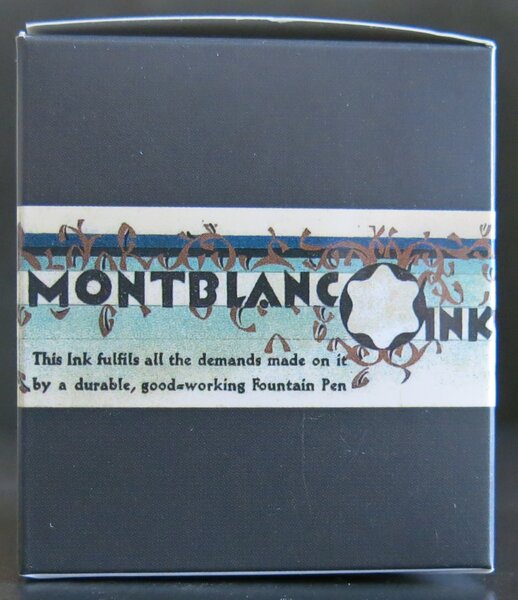 MONTBLANC INK
This Ink fulfils all the demands made on it
by a durable, good=working Fountain Pen